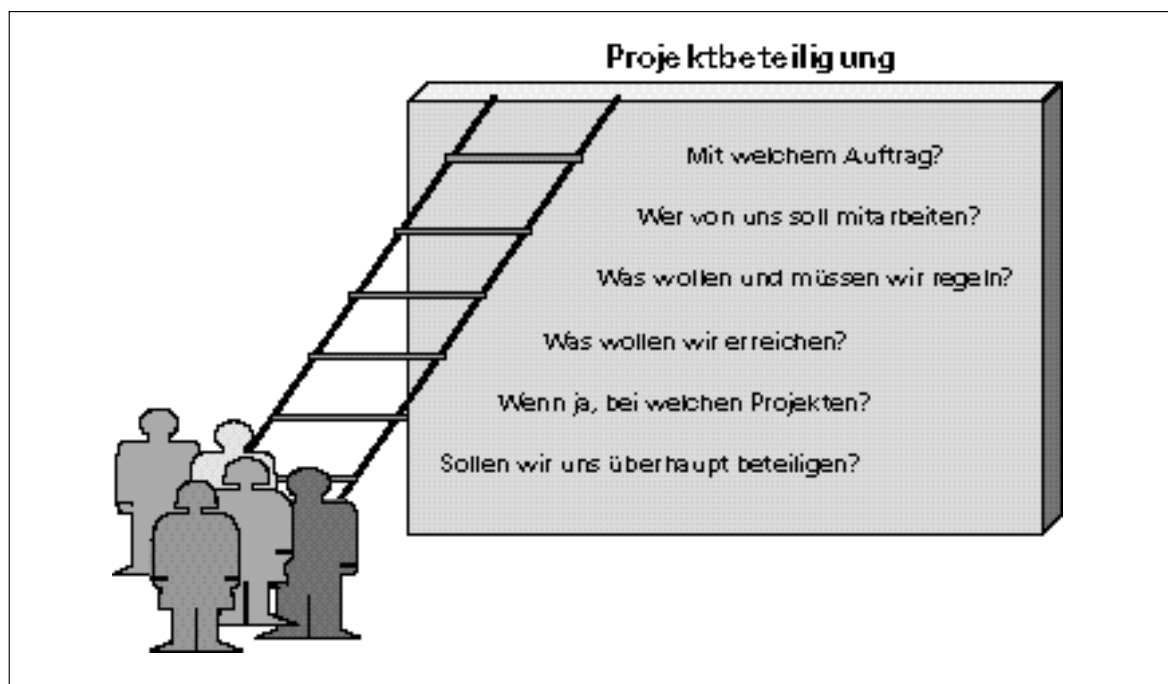 Projektbeteiligung
Mit welchem Auftrag?
Wer von uns soll mitarbeiten?
Was wollen und müssen wir regeln?
Was wollen wir erreichen?
Wenn ja, bei welchen Projekten?
Sollen wir uns überhaupt beteiligen?